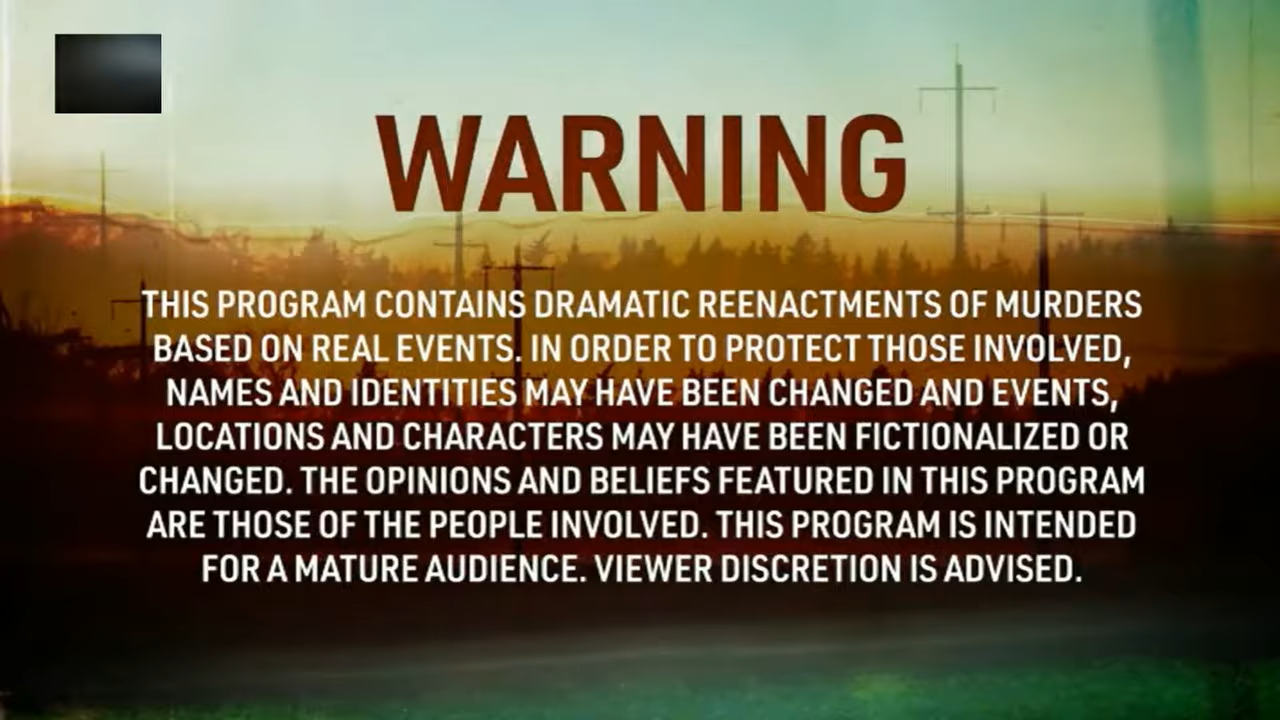 WARNING
THIS PROGRAM CONTAINS DRAMATIC REENACTMENTS OF MURDERS
BASED ON REAL EVENTS. IN ORDER TO PROTECT THOSE INVOLVED,
NAMES AND IDENTITIES MAY HAVE BEEN CHANGED AND EVENTS,
LOCATIONS AND CHARACTERS MAY HAVE BEEN FICTIONALIZED OR
CHANGED. THE OPINIONS AND BELIEFS FEATURED IN THIS PROGRAM
ARE THOSE OF THE PEOPLE INVOLVED. THIS PROGRAM IS INTENDED
FOR A MATURE AUDIENCE. VIEWER DISCRETION IS ADVISED.